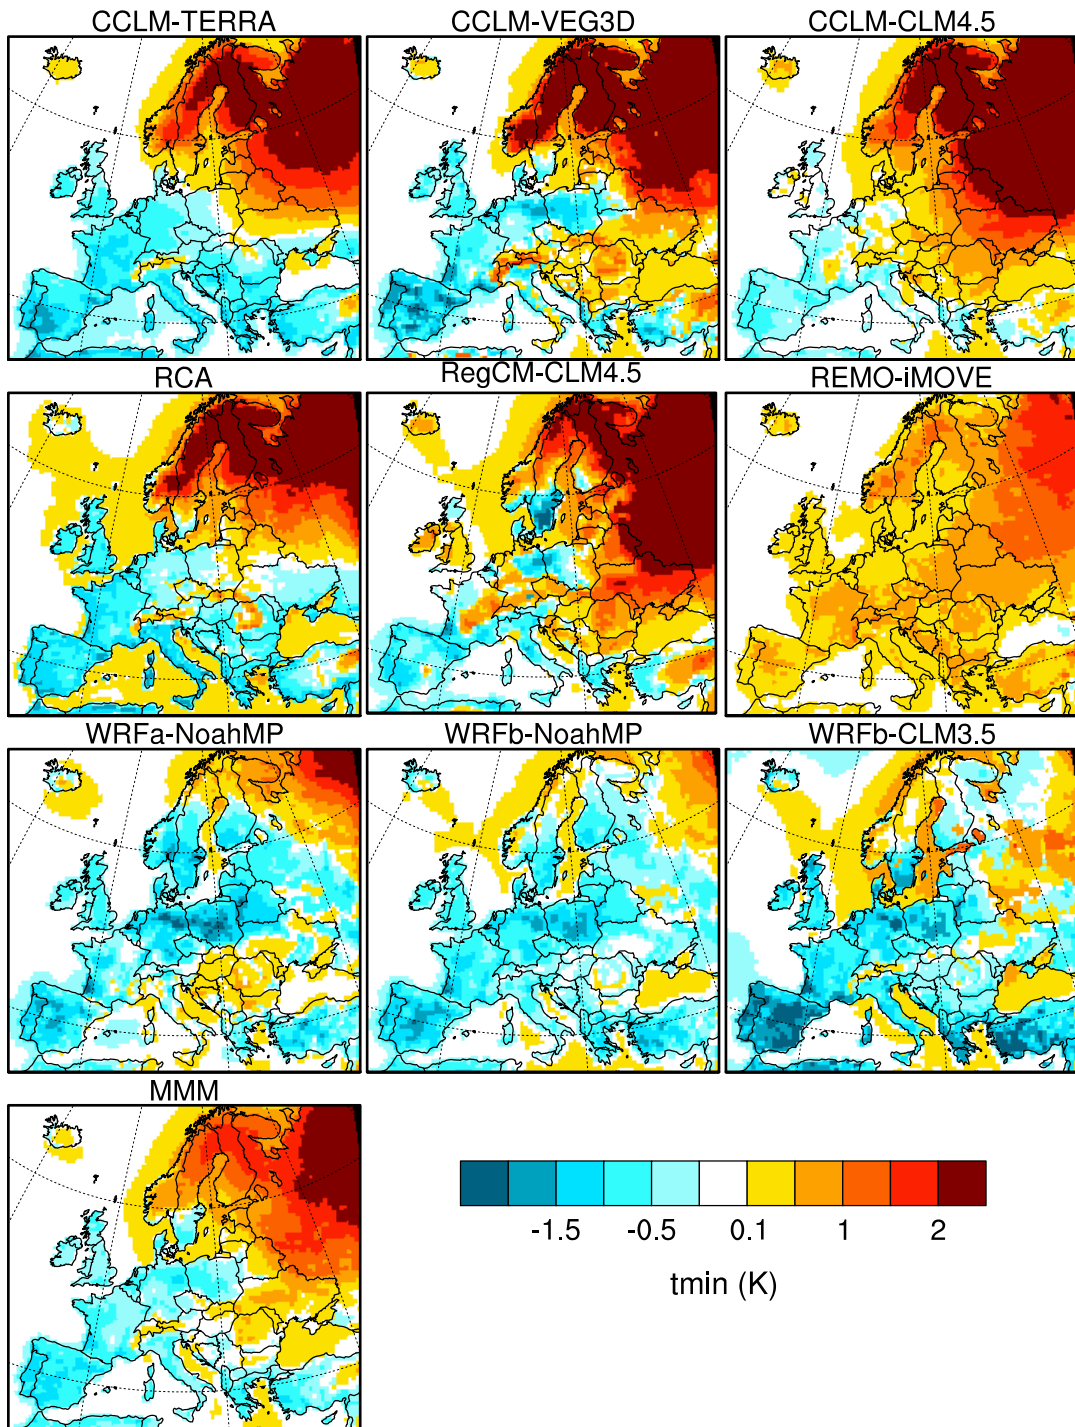 CCLM-TERRA
CCLM-VEG3D
CCLM-CLM4.5
RCA
RegCM-CLM4.5
REMO-iMOVE
WRFa-NoahMP
WRFb-NoahMP
WRFb-CLM3.5
MMM
-1.5 -0.5 0.1 1 2
tmin (K)